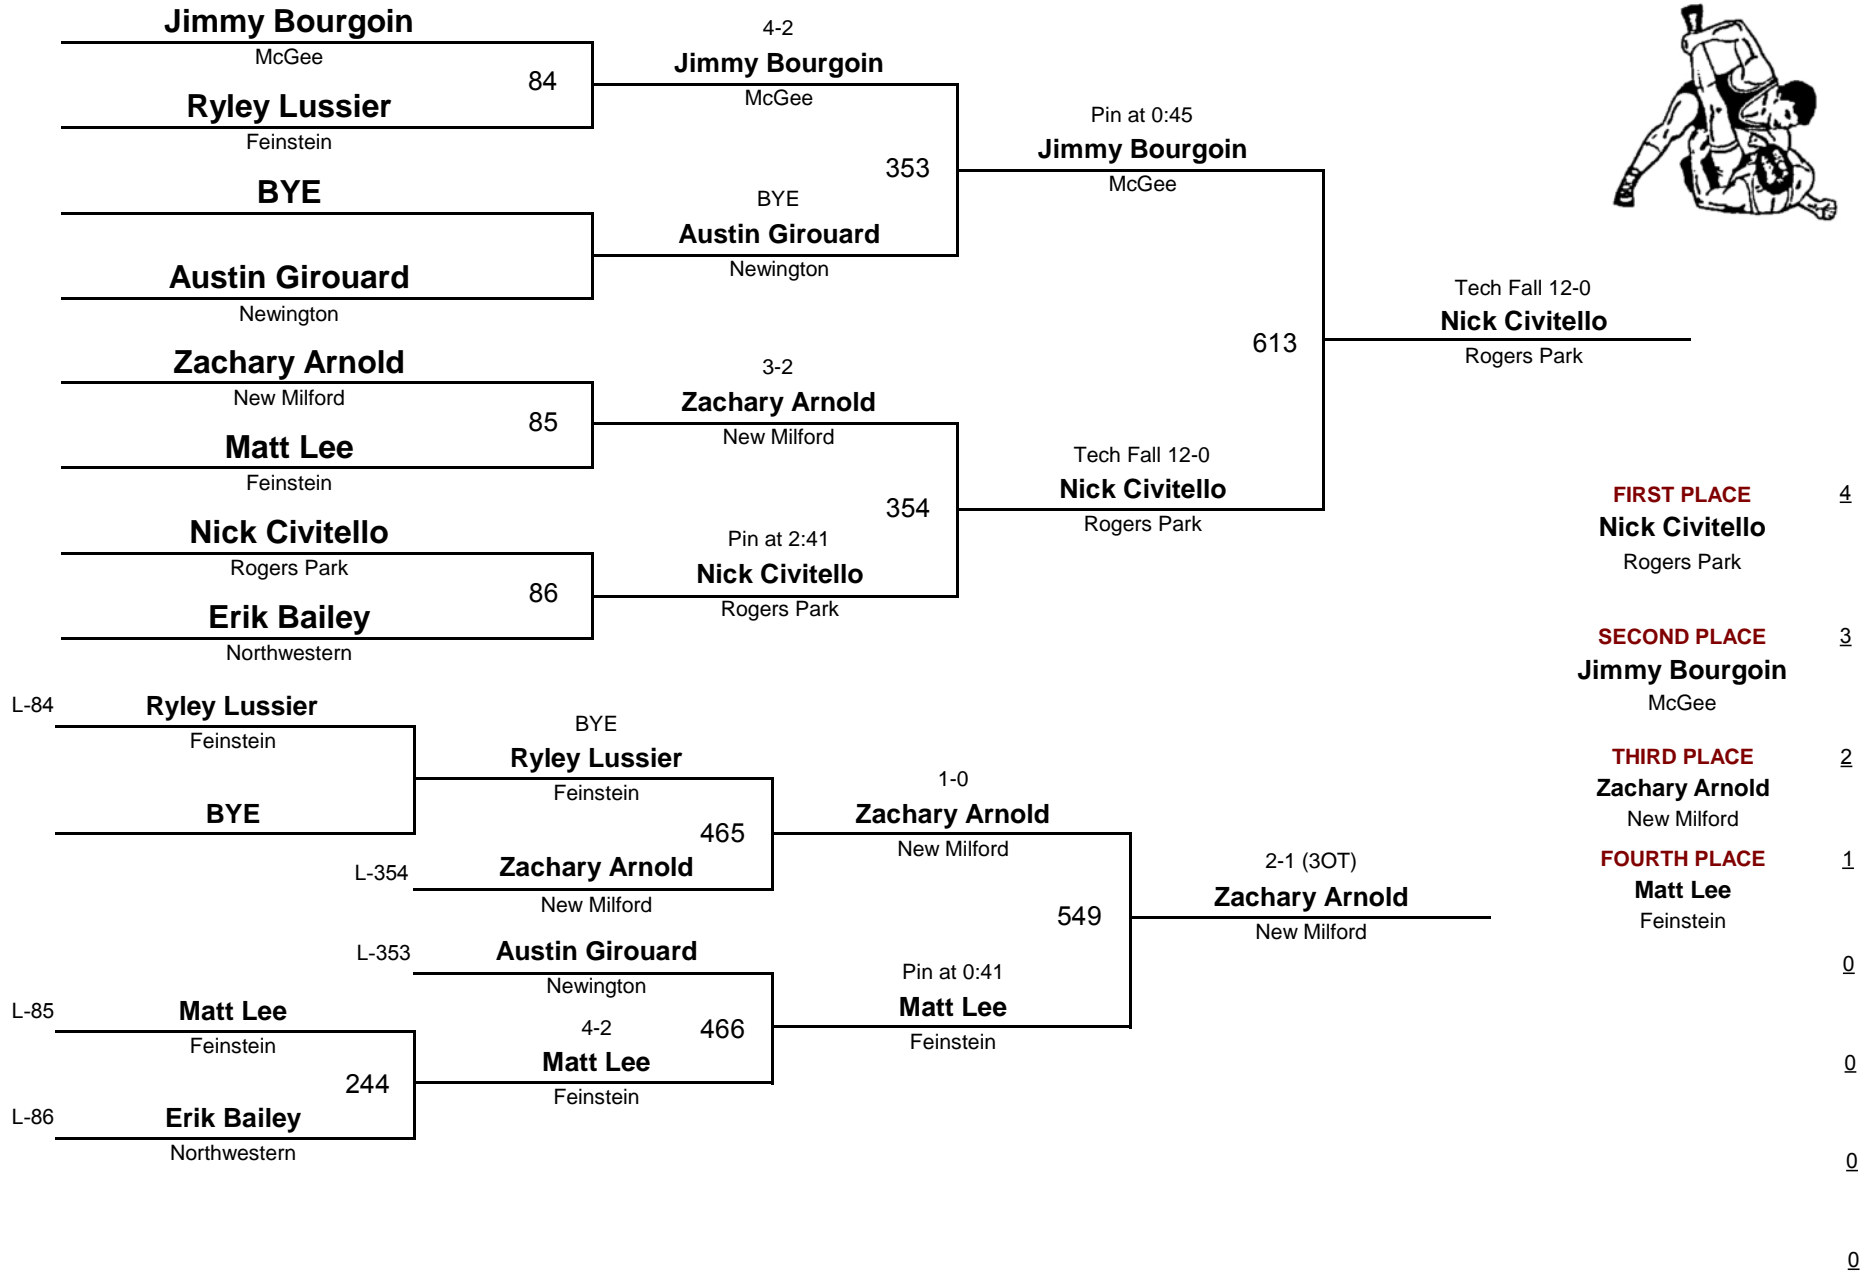 Jimmy Bourgoin
McGee
84
Ryley Lussier
Feinstein
BYE
Austin Girouard
Newington
Zachary Arnold
New Milford
85
Matt Lee
Feinstein
Nick Civitello
Rogers Park
86
Erik Bailey
Northwestern
4-2
Jimmy Bourgoin
McGee
353
BYE
Austin Girouard
Newington
3-2
Zachary Arnold
New Milford
354
Pin at 2:41
Nick Civitello
Rogers Park
Pin at 0:45
Jimmy Bourgoin
McGee
613
Tech Fall 12-0
Nick Civitello
Rogers Park
Tech Fall 12-0
Nick Civitello
Rogers Park
FIRST PLACE 4
Nick Civitello
Rogers Park
SECOND PLACE 3
Jimmy Bourgoin
McGee
THIRD PLACE 2
Zachary Arnold
New Milford
FOURTH PLACE 1
Matt Lee
Feinstein
0
0
0
0
L-84 Ryley Lussier
Feinstein
BYE
L-85 Matt Lee
Feinstein
244
L-86 Erik Bailey
Northwestern
BYE
Ryley Lussier
Feinstein
465
L-354 Zachary Arnold
New Milford
L-353 Austin Girouard
Newington
466
4-2
Matt Lee
Feinstein
1-0
Zachary Arnold
New Milford
549
Pin at 0:41
Matt Lee
Feinstein
2-1 (3OT)
Zachary Arnold
New Milford